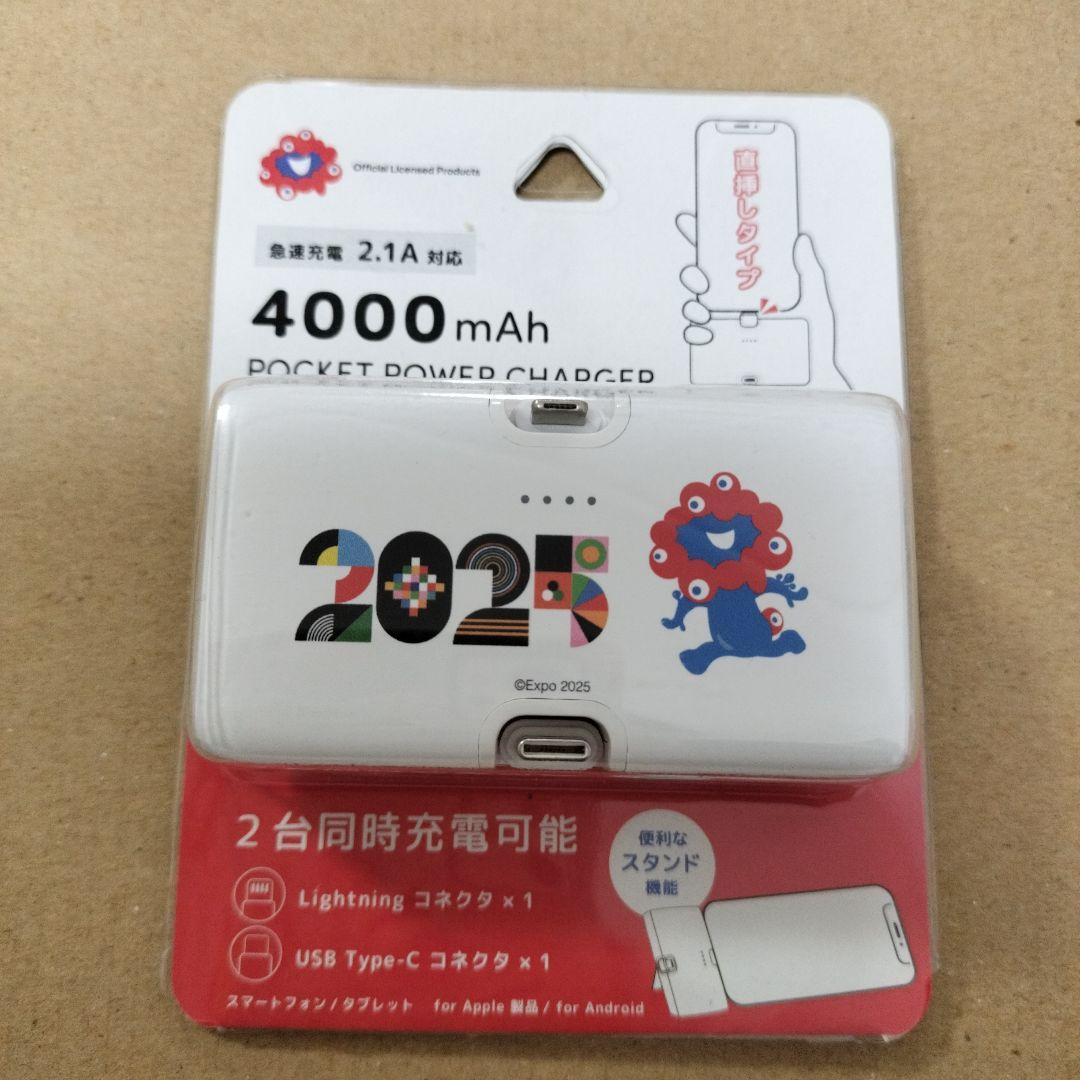 Official Licensed Products
急速充電 2.1A 対応
4000mAh
POCKET POWER CHARGER
直挿しタイプ
2025
©Expo 2025
2台同時充電可能
Lightning コネクタ×1
USB Type-C コネクタ×1
スマートフォン/タブレット for Apple 製品/ for Android
便利な
スタンド
機能